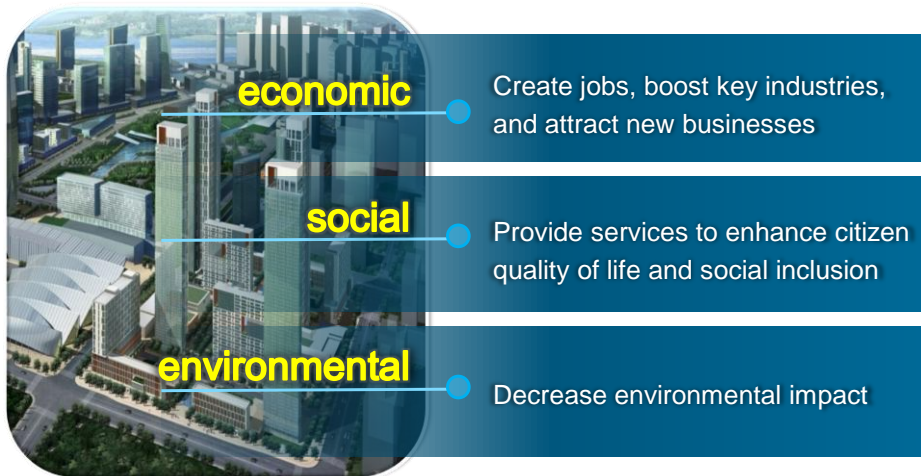 economic
Create jobs, boost key industries,
and attract new businesses
social
Provide services to enhance citizen
quality of life and social inclusion
environmental
Decrease environmental impact